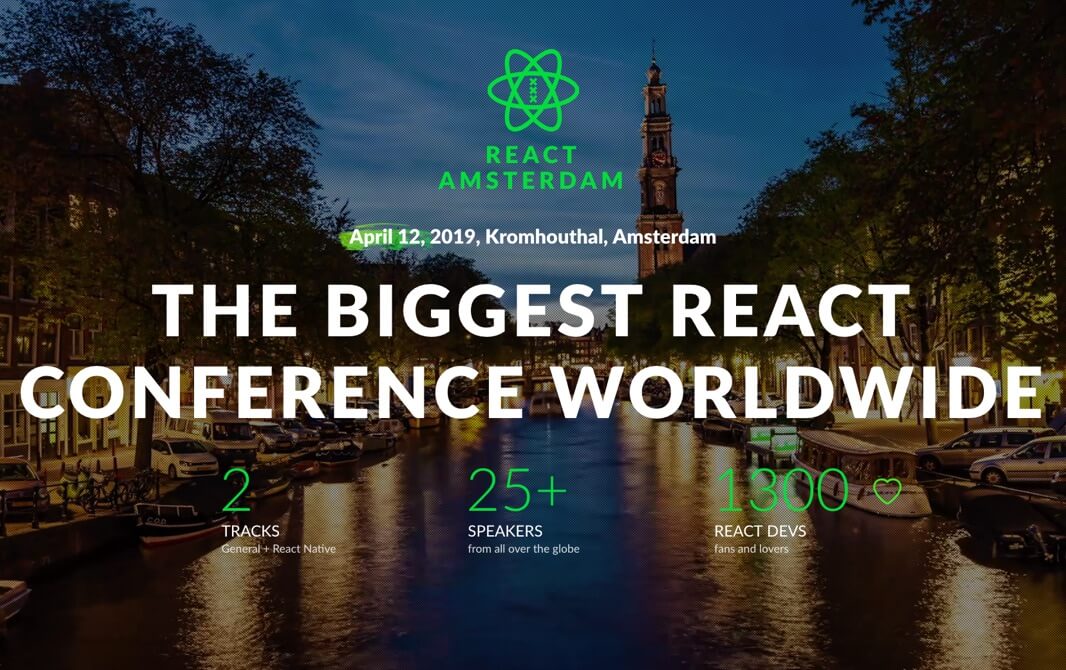 REACT
AMSTERDAM
April 12, 2019, Kromhouthal, Amsterdam
THE BIGGEST REACT
CONFERENCE WORLDWIDE
2
TRACKS
General + React Native
25+
SPEAKERS
from all over the globe
1300
REACT DEVS
fans and lovers